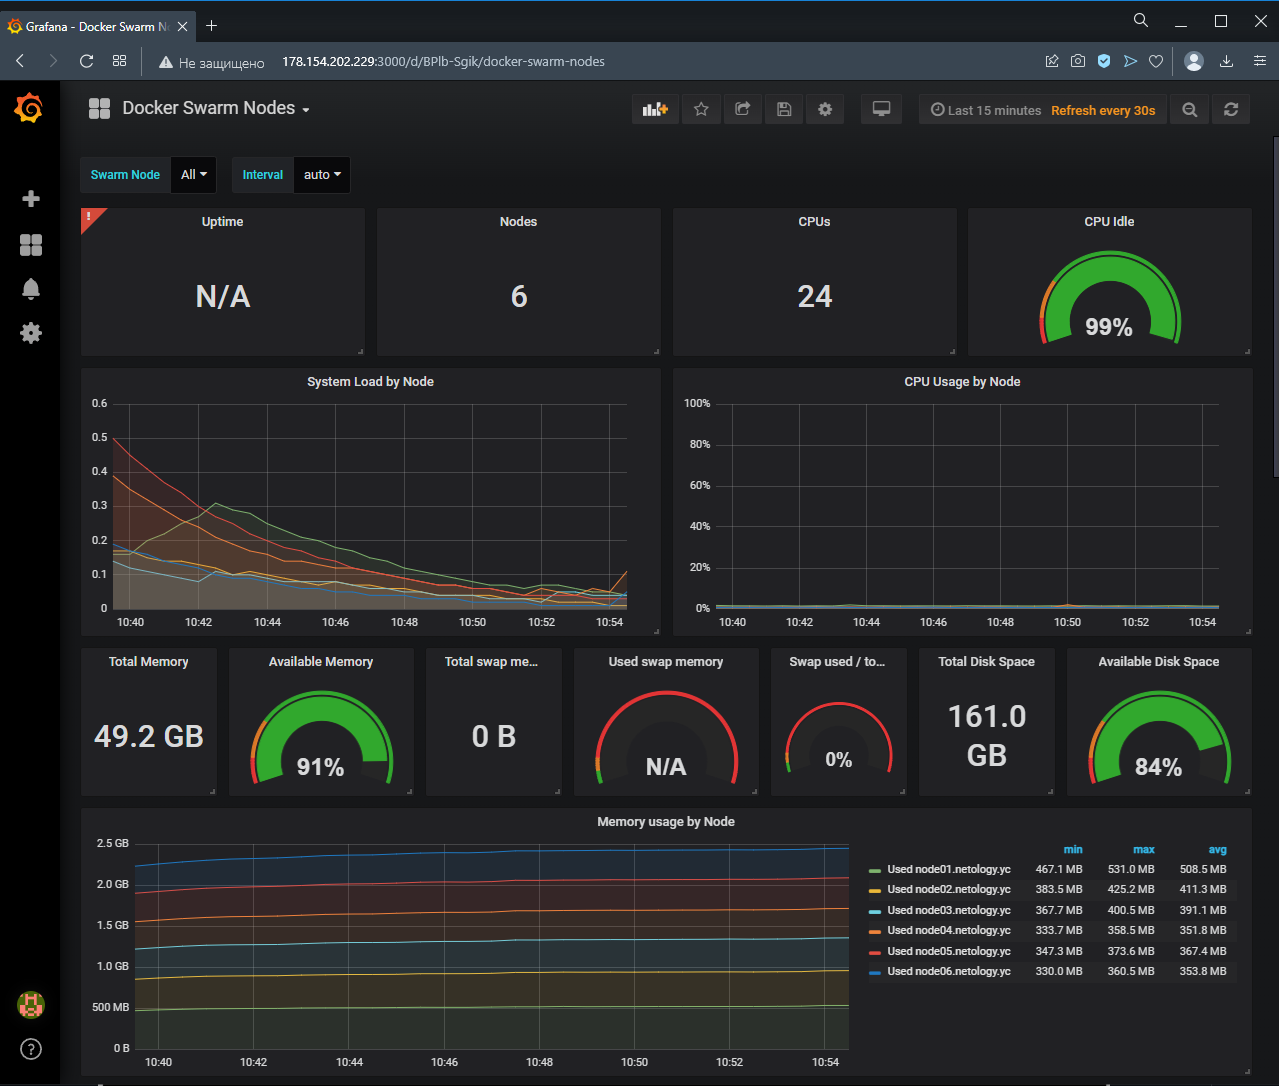 Grafana - Docker Swarm N
Не защищено 178.154.202.229:3000/d/BPlb-Sgik/docker-swarm-nodes
Docker Swarm Nodes
Last 15 minutes Refresh every 30s
Swarm Node All Interval auto
! Uptime
N/A
Nodes
6
CPUs
24
CPU Idle
99%
System Load by Node
0.6
0.5
0.4
0.3
0.2
0.1
0
10:40 10:42 10:44 10:46 10:48 10:50 10:52 10:54
CPU Usage by Node
100%
80%
60%
40%
20%
0%
10:40 10:42 10:44 10:46 10:48 10:50 10:52 10:54
Total Memory
49.2 GB
Available Memory
91%
Total swap me...
0 B
Used swap memory
N/A
Swap used / to...
0%
Total Disk Space
161.0
GB
Available Disk Space
84%
Memory usage by Node
2.5 GB
2.0 GB
1.5 GB
1.0 GB
500 MB
0 B
10:40 10:42 10:44 10:46 10:48 10:50 10:52 10:54
min max avg
Used node01.netology.yc 467.1 MB 531.0 MB 508.5 MB
Used node02.netology.yc 383.5 MB 425.2 MB 411.3 MB
Used node03.netology.yc 367.7 MB 400.5 MB 391.1 MB
Used node04.netology.yc 333.7 MB 358.5 MB 351.8 MB
Used node05.netology.yc 347.3 MB 373.6 MB 367.4 MB
Used node06.netology.yc 330.0 MB 360.5 MB 353.8 MB